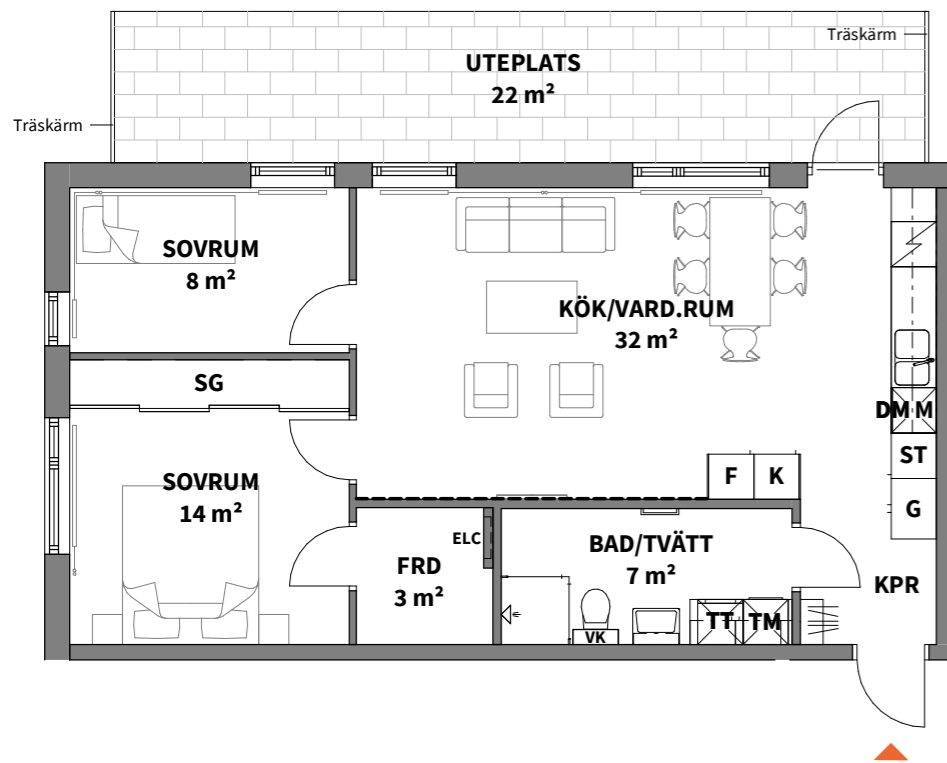 Träskärm
UTEPLATS
22 m²
Träskärm
SOVRUM
8 m²
KÖK/VARD.RUM
32 m²
SG
DMM
ST
F
K
G
SOVRUM
14 m²
ELC
FRD
3 m²
BAD/TVÄTT
7 m²
KPR
VK
TT
TM